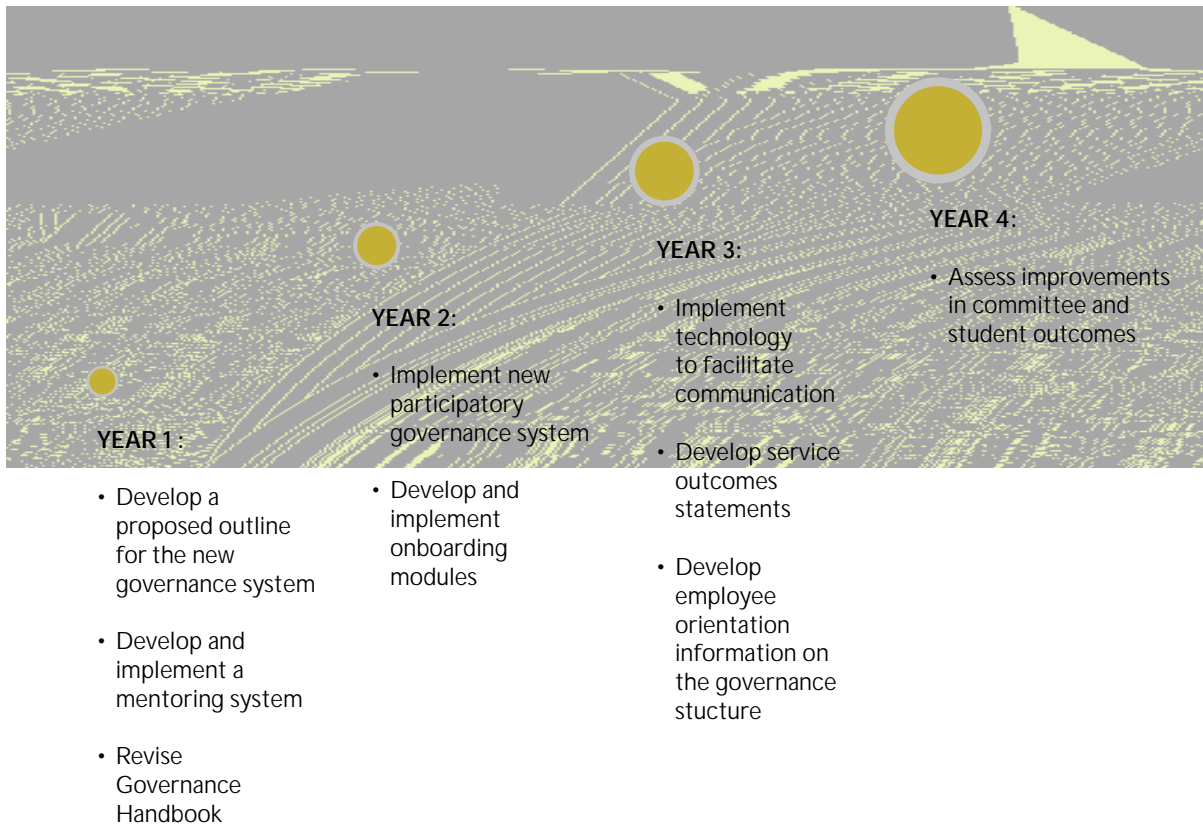 YEAR 1:
• Develop a
proposed outline
for the new
governance system
• Develop and
implement a
mentoring system
• Revise
Governance
Handbook
YEAR 2:
• Implement new
participatory
governance system
• Develop and
implement
onboarding
modules
YEAR 3:
• Implement
technology
to facilitate
communication
• Develop service
outcomes
statements
• Develop
employee
orientation
information on
the governance
stucture
YEAR 4:
• Assess improvements
in committee and
student outcomes